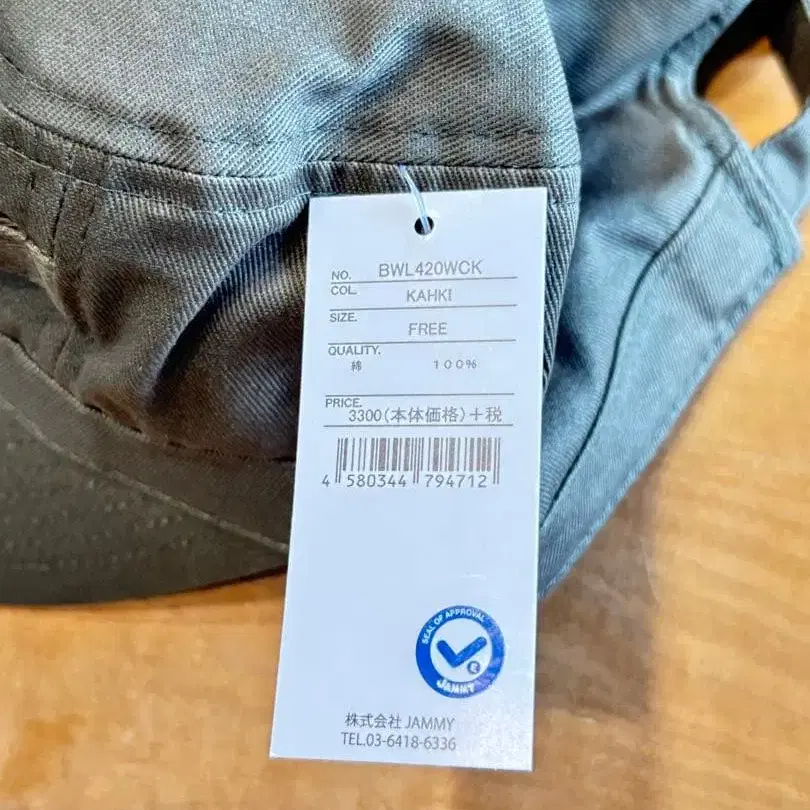 NO. BWL420WCK
COL. KAHKI
SIZE. FREE
QUALITY.
綿 100%
PRICE.
3300(本体価格)+税
4 580344 794712
SEAL OF APPROVAL
R
JAMMY
株式会社 JAMMY
TEL.03-6418-6336